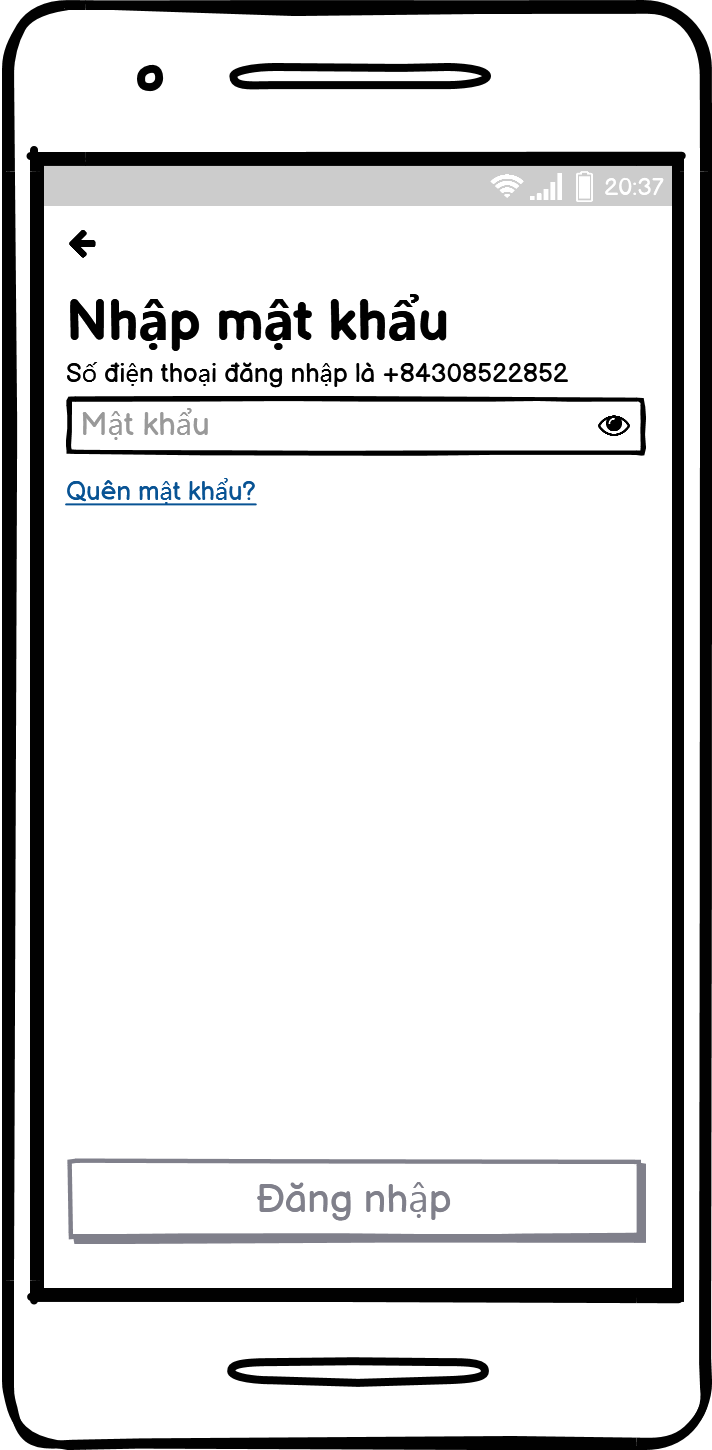 20:37
Nhập mật khẩu
Số điện thoại đăng nhập là +84308522852
Mật khẩu
Quên mật khẩu?
Đăng nhập